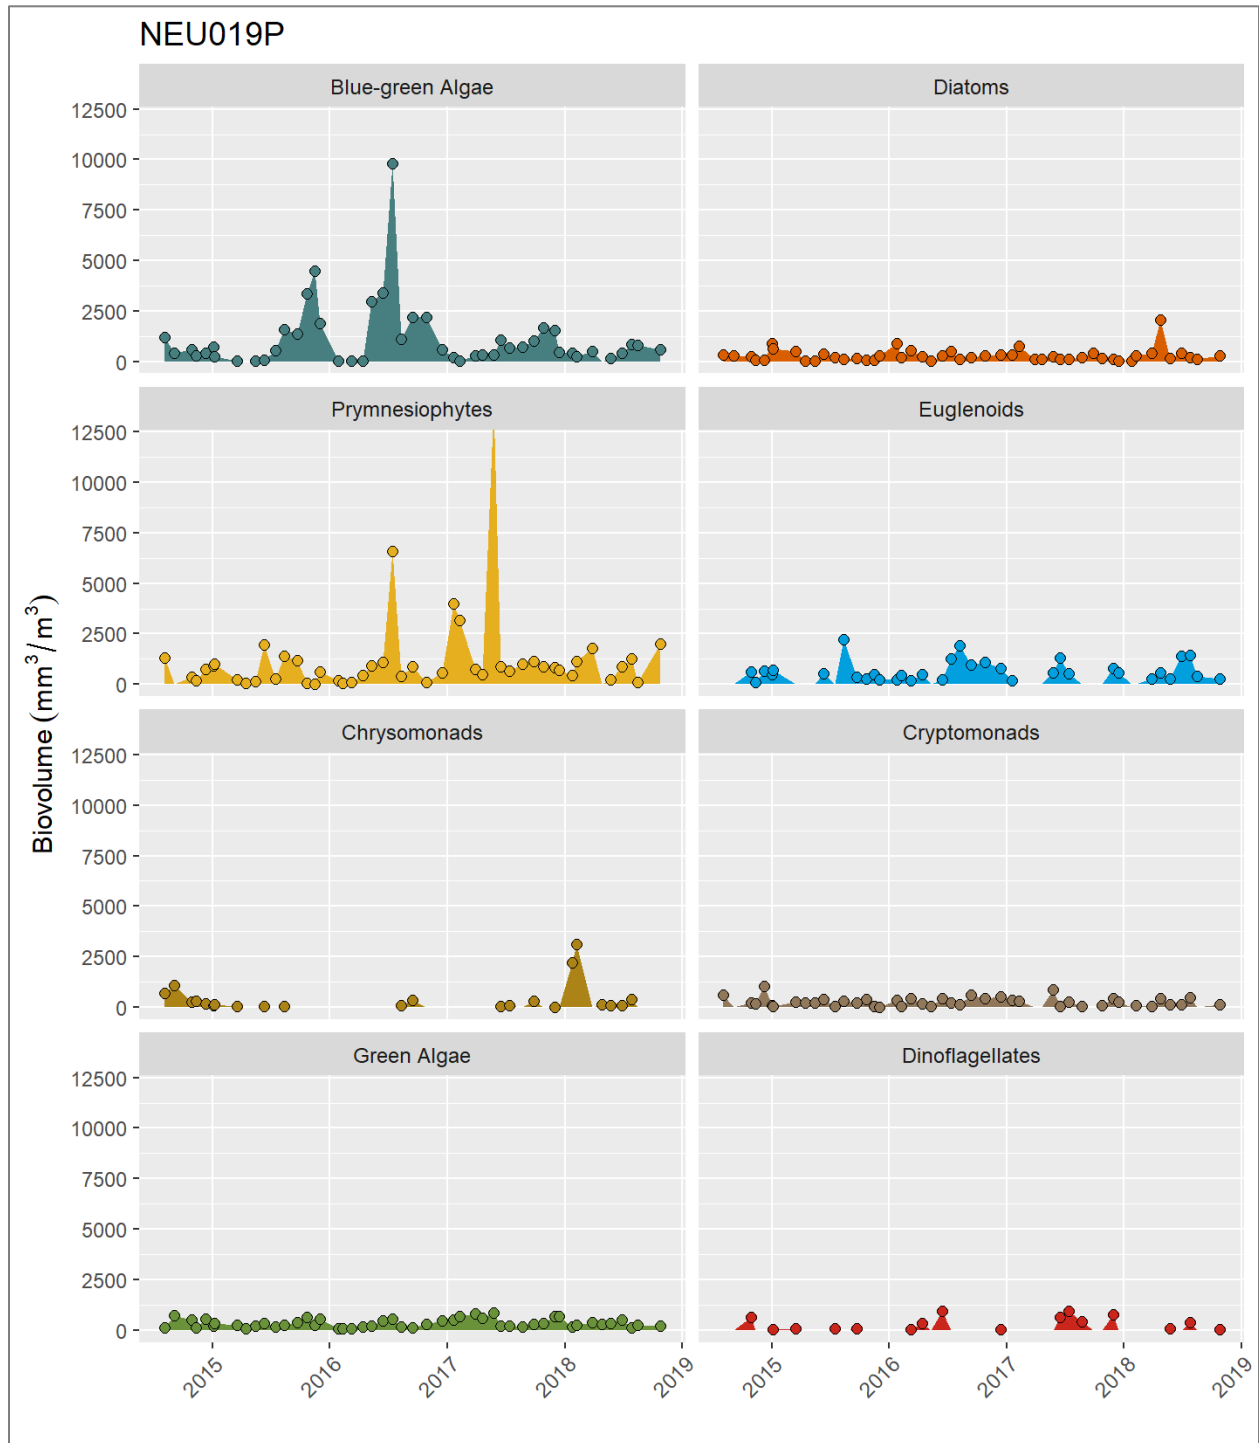 NEU019P
Blue-green Algae
Diatoms
12500
10000
7500
5000
2500
0
Prymnesiophytes
Euglenoids
12500
10000
7500
5000
2500
0
Chrysomonads
Cryptomonads
12500
10000
7500
5000
2500
0
Green Algae
Dinoflagellates
12500
10000
7500
5000
2500
0
Biovolume (mm³/m³)
2015 2016 2017 2018 2019
2015 2016 2017 2018 2019